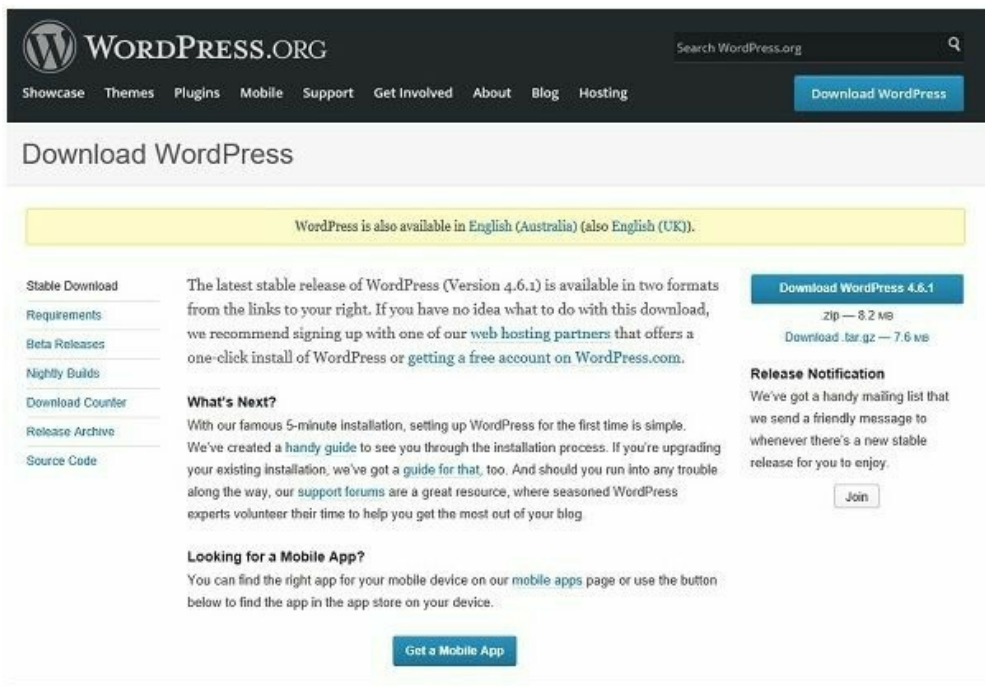 WORDPRESS.ORG
Search WordPress.org
Showcase Themes Plugins Mobile Support Get Involved About Blog Hosting
Download WordPress
Download WordPress
WordPress is also available in English (Australia) (also English (UK)).
Stable Download
Requirements
Beta Releases
Nightly Builds
Download Counter
Release Archive
Source Code
The latest stable release of WordPress (Version 4.6.1) is available in two formats
from the links to your right. If you have no idea what to do with this download,
we recommend signing up with one of our web hosting partners that offers a
one-click install of WordPress or getting a free account on WordPress.com.
What's Next?
With our famous 5-minute installation, setting up WordPress for the first time is simple.
We've created a handy guide to see you through the installation process. If you're upgrading
your existing installation, we've got a guide for that, too. And should you run into any trouble
along the way, our support forums are a great resource, where seasoned WordPress
experts volunteer their time to help you get the most out of your blog.
Looking for a Mobile App?
You can find the right app for your mobile device on our mobile apps page or use the button
below to find the app in the app store on your device.
Get a Mobile App
Download WordPress 4.6.1
.zip — 8.2 MB
Download .tar.gz — 7.6 MB
Release Notification
We've got a handy mailing list that
we send a friendly message to
whenever there's a new stable
release for you to enjoy.
Join